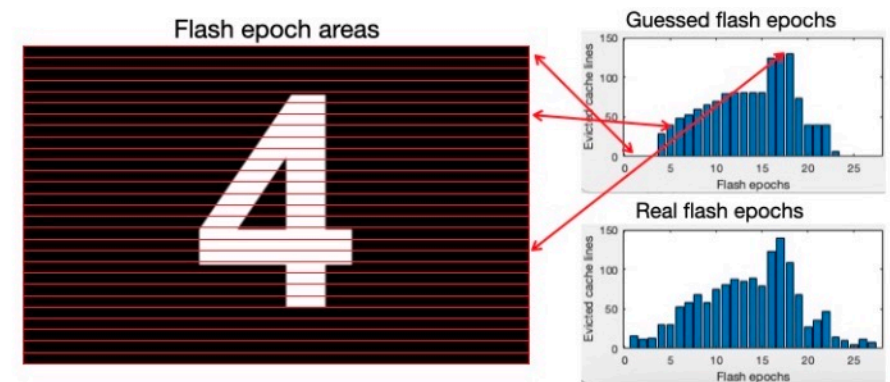 Flash epoch areas
4
Guessed flash epochs
150
100
50
0
Evicted cache lines
0 5 10 15 20 25
Flash epochs
Real flash epochs
150
100
50
0
Evicted cache lines
0 5 10 15 20 25
Flash epochs